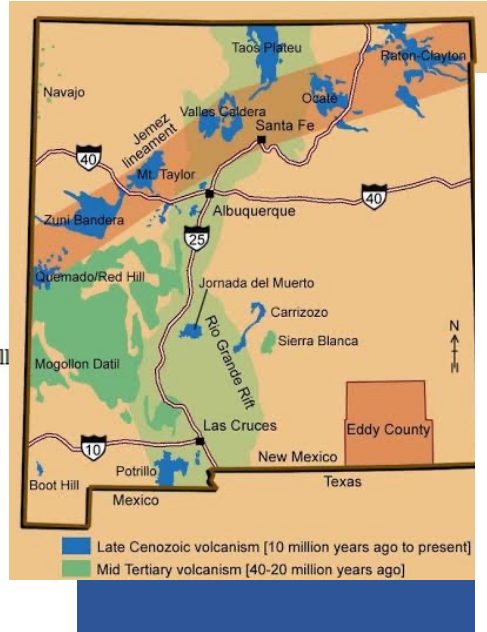 Taos Plateu
Raton-Clayton
Navajo
Ocate
Valles Caldera
Jemez
lineament
Santa Fe
40
Mt. Taylor
40
Zuni Bandera
Albuquerque
25
Quemado/Red Hill
Jornada del Muerto
Carrizozo
Rio Grande Rift
Sierra Blanca
N
ll
Mogollon Datil
Las Cruces
Eddy County
10
New Mexico
Potrillo
Boot Hill
Texas
Mexico
Late Cenozoic volcanism [10 million years ago to present]
Mid Tertiary volcanism [40-20 million years ago]